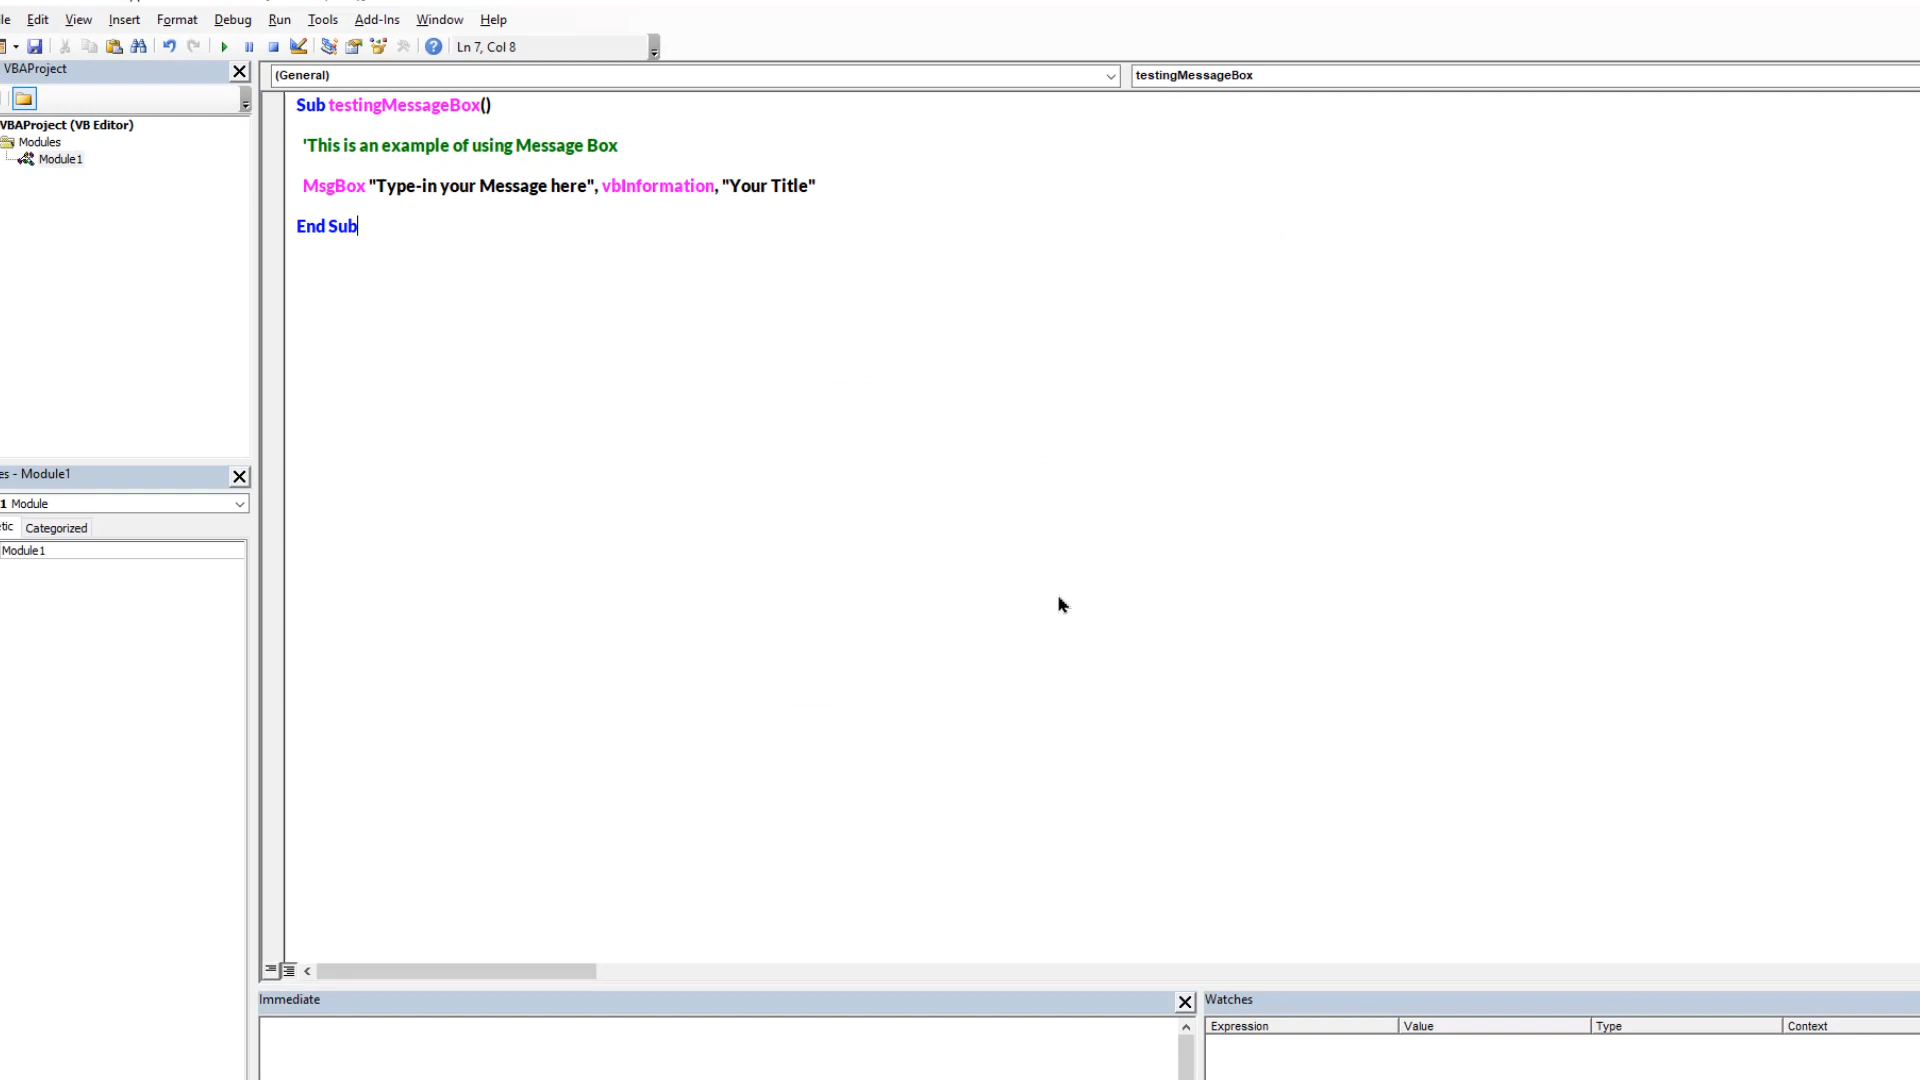 Edit View Insert Format Debug Run Tools Add-Ins Window Help
Ln 7, Col 8
VBAProject
(General)
testingMessageBox
VBAProject (VB Editor)
Modules
Module1
Sub testingMessageBox()
'This is an example of using Message Box
MsgBox "Type-in your Message here", vbInformation, "Your Title"
End Sub
es - Module1
1 Module
tic Categorized
Module1
Immediate
Watches
Expression Value Type Context